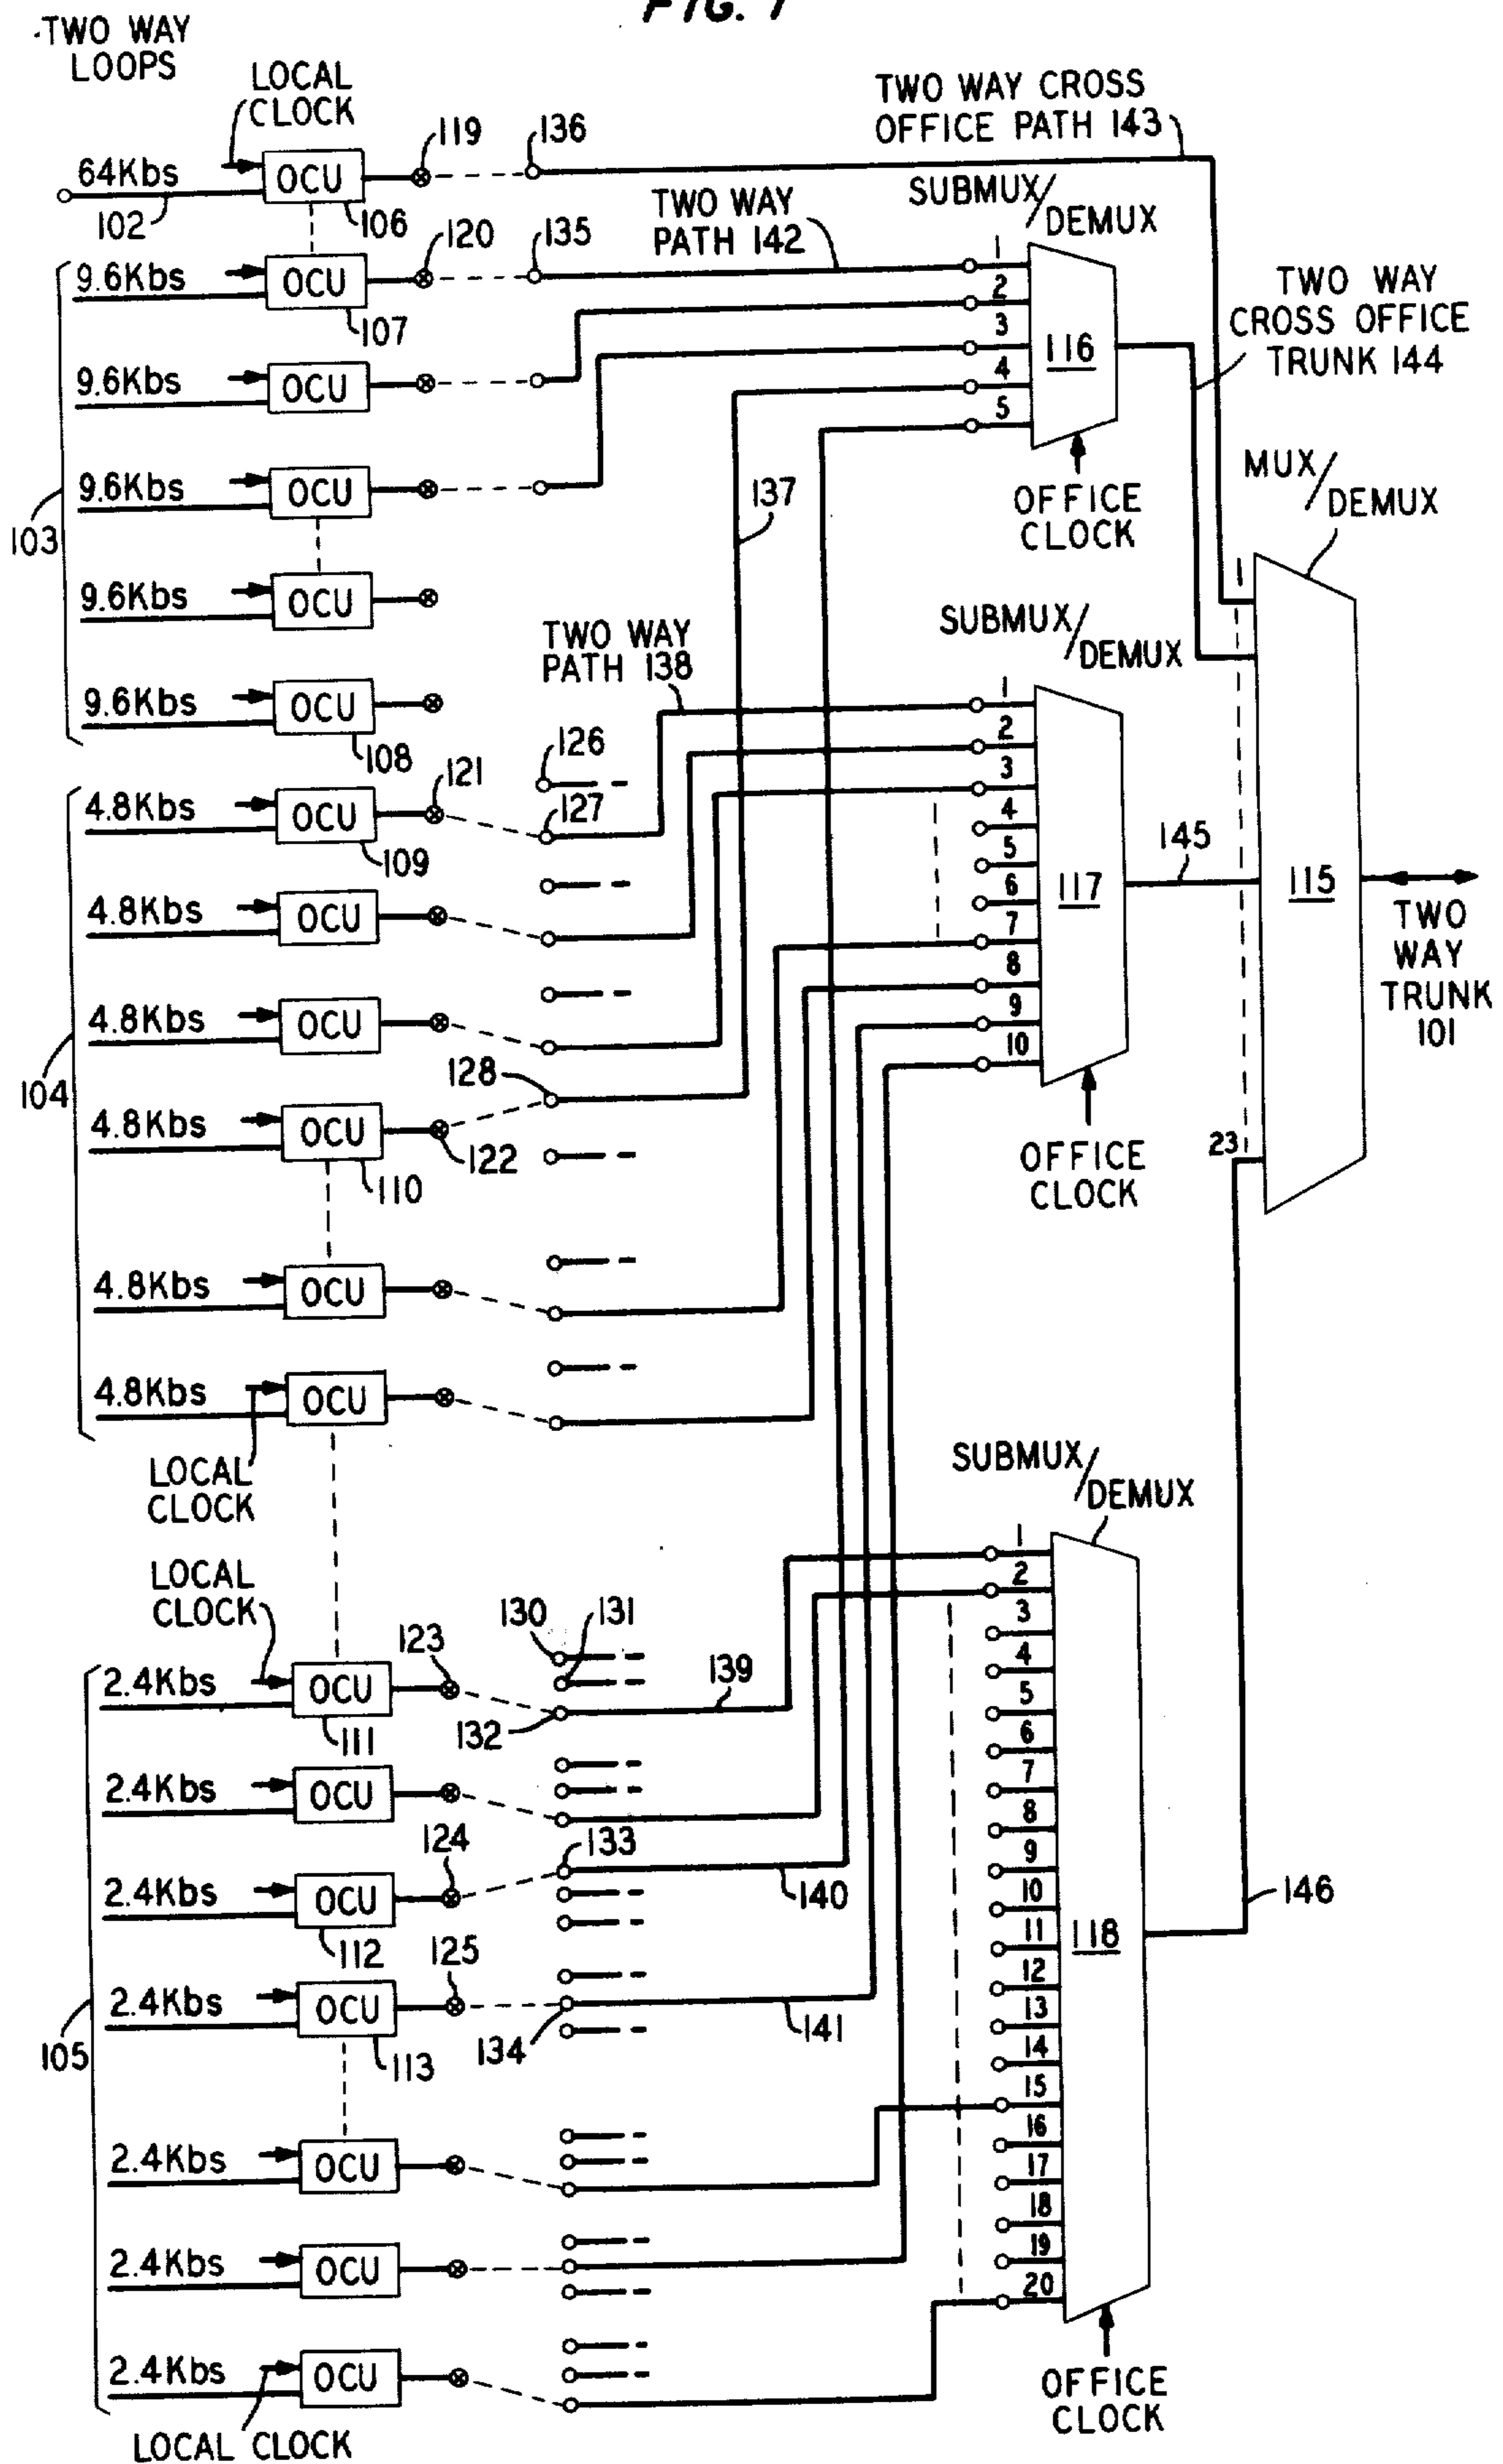 FIG. 1
TWO WAY
LOOPS
LOCAL
CLOCK
TWO WAY CROSS
OFFICE PATH 143
64Kbs
OCU
119
136
102
106
SUBMUX/
DEMUX
TWO WAY
PATH 142
120
135
9.6Kbs
OCU
107
1
2
3
4
5
116
TWO WAY
CROSS OFFICE
TRUNK 144
9.6Kbs
OCU
9.6Kbs
OCU
103
137
OFFICE
CLOCK
MUX/
DEMUX
9.6Kbs
OCU
9.6Kbs
OCU
108
TWO WAY
PATH 138
SUBMUX/
DEMUX
1
2
3
4
5
6
7
8
9
10
117
145
1
23
115
TWO
WAY
TRUNK
101
126
121
127
4.8Kbs
OCU
109
4.8Kbs
OCU
4.8Kbs
OCU
104
128
4.8Kbs
OCU
122
110
OFFICE
CLOCK
4.8Kbs
OCU
4.8Kbs
OCU
LOCAL
CLOCK
SUBMUX/
DEMUX
LOCAL
CLOCK
123
130
131
2.4Kbs
OCU
111
132
139
2.4Kbs
OCU
124
133
2.4Kbs
OCU
112
140
125
2.4Kbs
OCU
113
134
141
105
2.4Kbs
OCU
2.4Kbs
OCU
2.4Kbs
OCU
LOCAL CLOCK
1
2
3
4
5
6
7
8
9
10
11
12
13
14
15
16
17
18
19
20
118
146
OFFICE
CLOCK